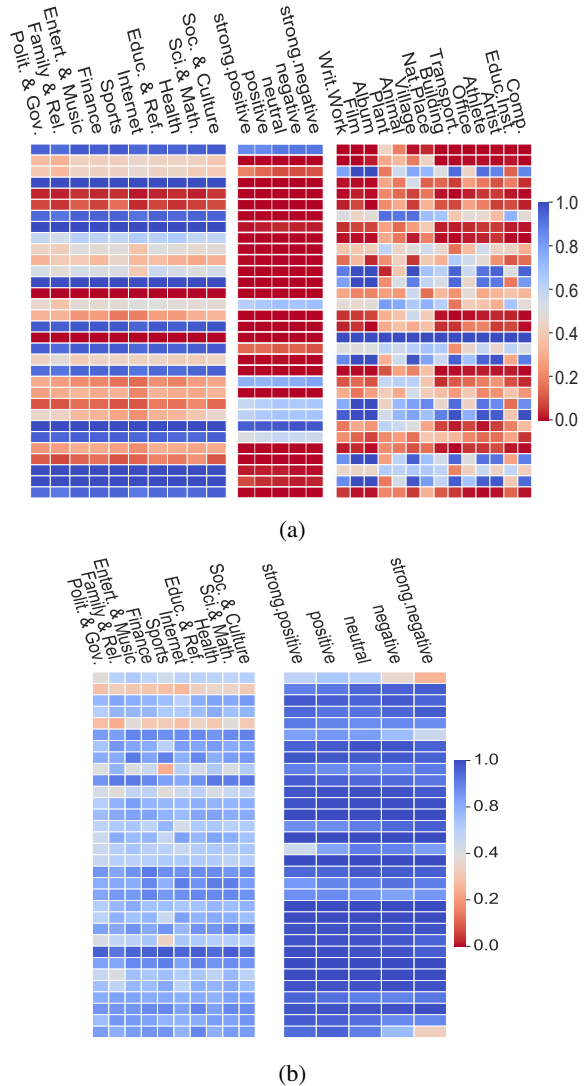 Polit. & Gov.
Family & Rel.
Entert. & Music
Finance
Sports
Internet
Educ. & Ref.
Health
Sci.& Math.
Soc. & Culture
strong.positive
positive
neutral
negative
strong.negative
Writ.Work
Film
Album
Plant
Animal
Village
Nat.Place
Building
Transport.
Office
Athlete
Artist
Educ.Inst.
Comp.
1.0
0.8
0.6
0.4
0.2
0.0
(a)
Polit. & Gov.
Family & Rel.
Entert. & Music
Finance
Sports
Internet
Educ. & Ref.
Health
Sci.& Math.
Soc. & Culture
strong.positive
positive
neutral
negative
strong.negative
1.0
0.8
0.4
0.2
0.0
(b)